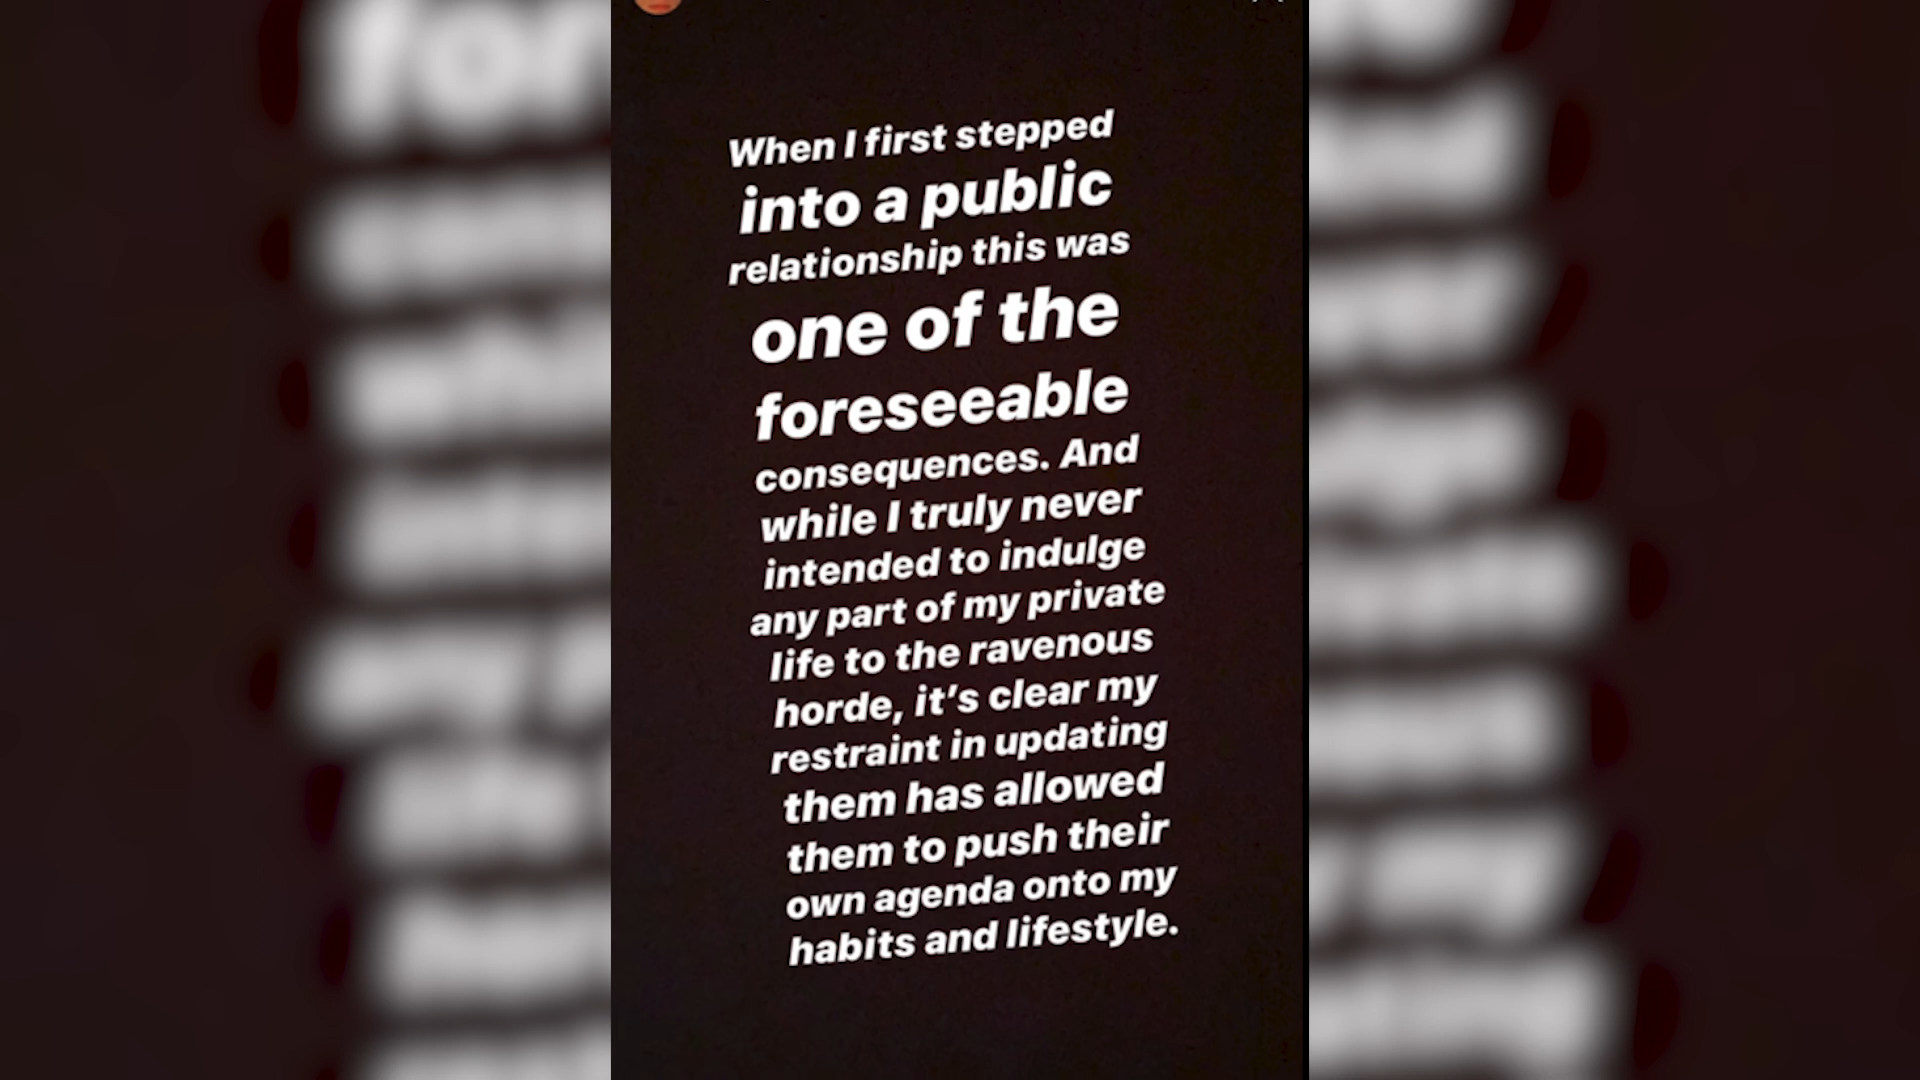 When I first stepped
into a public
relationship this was
one of the
foreseeable
consequences. And
while I truly never
intended to indulge
any part of my private
life to the ravenous
horde, it's clear my
restraint in updating
them has allowed
them to push their
own agenda onto my
habits and lifestyle.